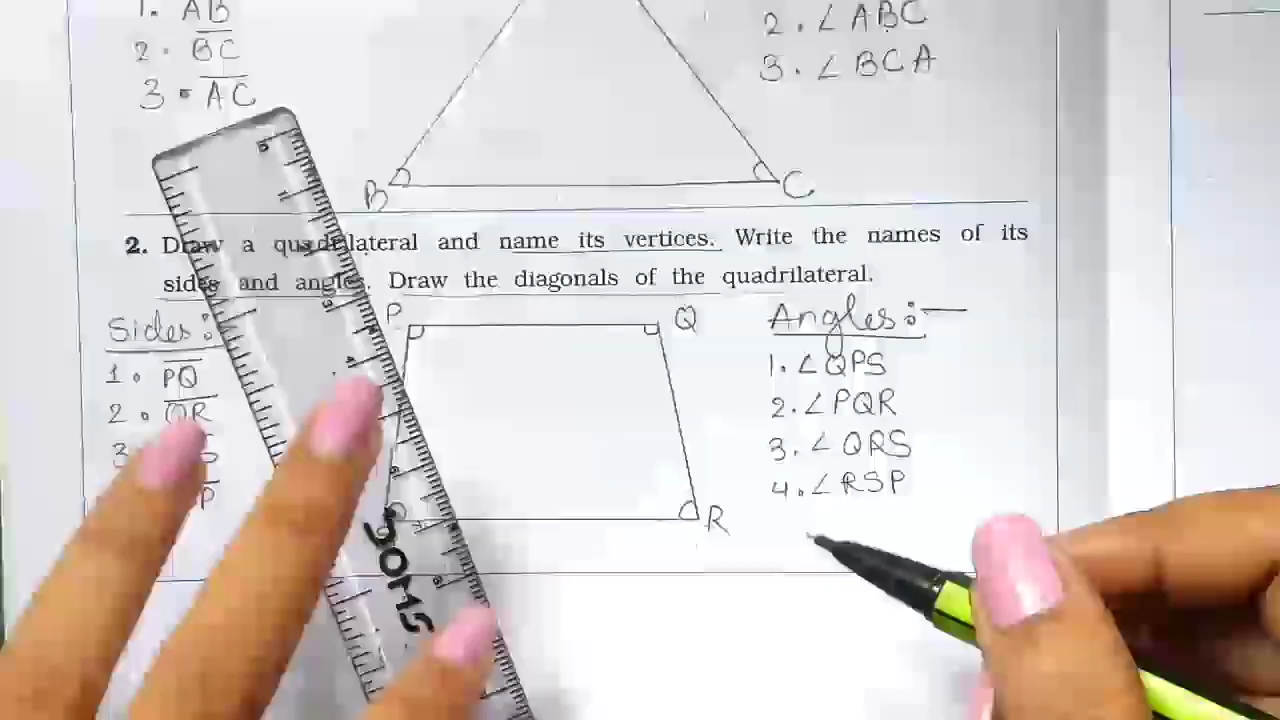 1. AB
2. BC
3. AC
2. ∠ABC
3. ∠BCA
B
C
2. Draw a quadrilateral and name its vertices. Write the names of its
sides and angles. Draw the diagonals of the quadrilateral.
P
Q
R
Sides:
1. PQ
2. QR
3.
P
Angles:—
1. ∠QPS
2. ∠PQR
3. ∠QRS
4. ∠RSP